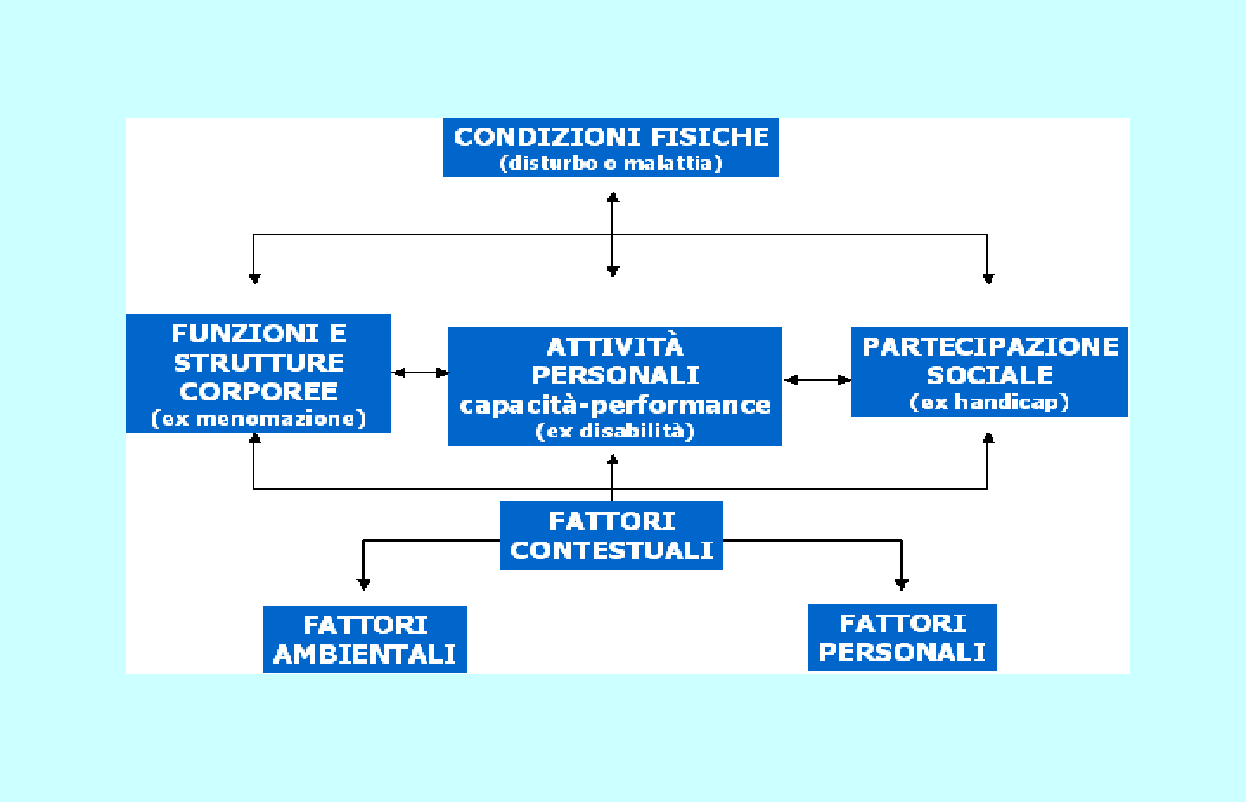 CONDIZIONI FISICHE
(disturbo o malattia)
FUNZIONI E
STRUTTURE
CORPOREE
(ex menomazione)
ATTIVITÀ
PERSONALI
capacità-performance
(ex disabilità)
PARTECIPAZIONE
SOCIALE
(ex handicap)
FATTORI
CONTESTUALI
FATTORI
AMBIENTALI
FATTORI
PERSONALI